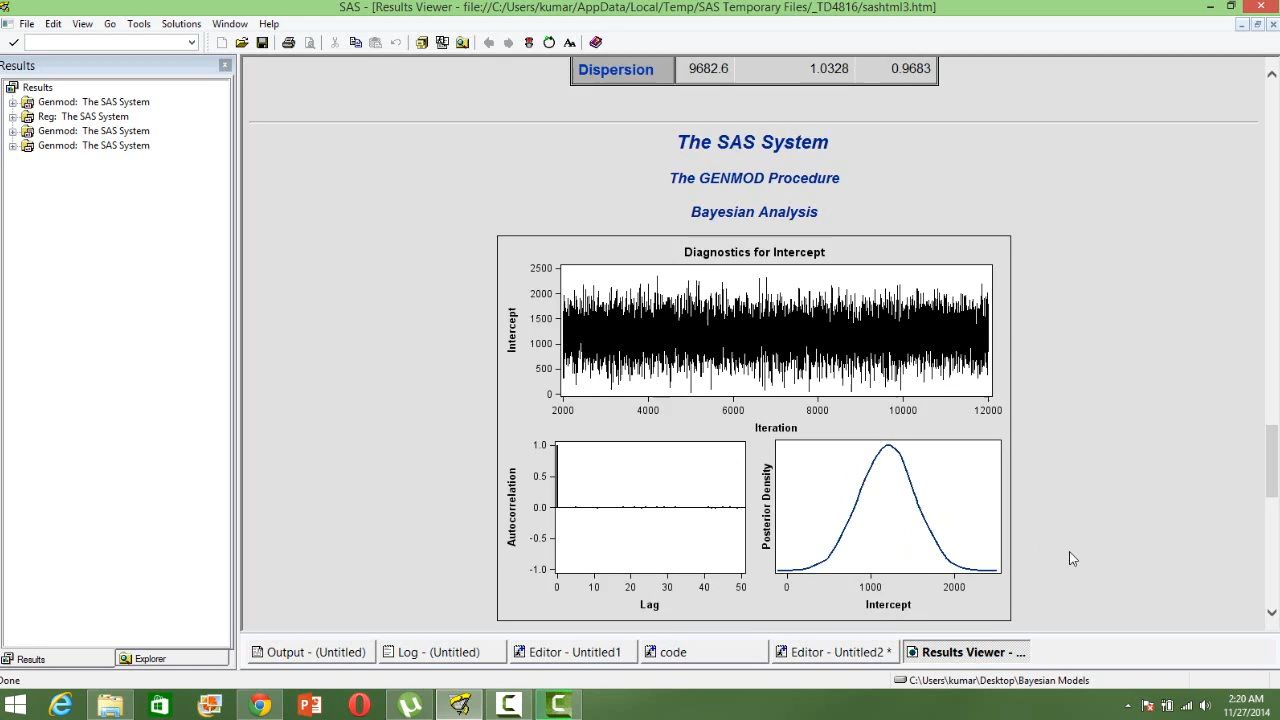 SAS - [Results Viewer - file://C:/Users/kumar/AppData/Local/Temp/SAS Temporary Files/_TD4816/sashtml3.htm]
File Edit View Go Tools Solutions Window Help
Results
Results
Genmod: The SAS System
Reg: The SAS System
Genmod: The SAS System
Genmod: The SAS System
Dispersion 9682.6 1.0328 0.9683
The SAS System
The GENMOD Procedure
Bayesian Analysis
Diagnostics for Intercept
Intercept
2500
2000
1500
1000
500
0
2000 4000 6000 8000 10000 12000
Iteration
Autocorrelation
1.0
0.5
0.0
-0.5
-1.0
0 10 20 30 40 50
Lag
Posterior Density
0 1000 2000
Intercept
Results Explorer
Output - (Untitled) Log - (Untitled) Editor - Untitled1 code Editor - Untitled2 * Results Viewer - ...
Done
C:\Users\kumar\Desktop\Bayesian Models
2:20 AM
11/27/2014